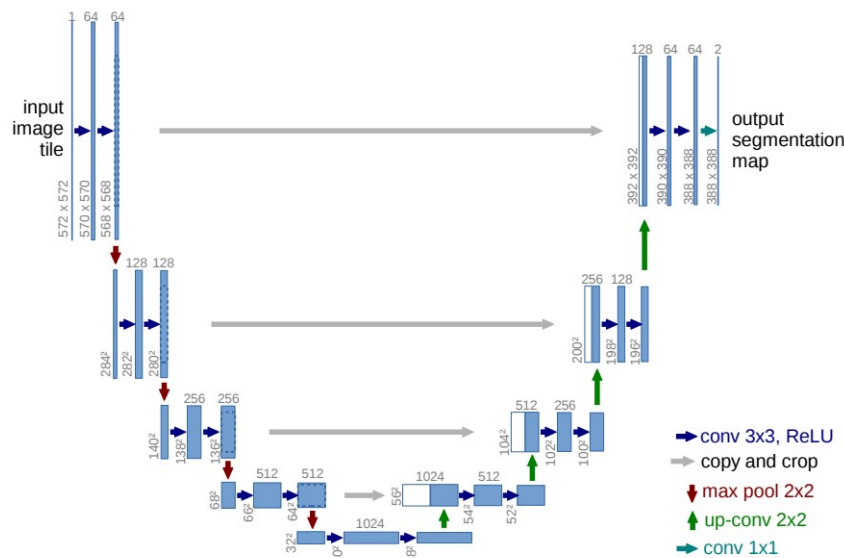 1 64 64
input
image
tile
572 x 572
570 x 570
568 x 568
128 64 64 2
392 x 392
390 x 390
388 x 388
388 x 388
output
segmentation
map
128 128
284²
282²
280²
256 128
200²
198²
196²
256 256
140²
138²
136²
512 256
104²
102²
100²
512 512
68²
66²
64²
1024 512
56²
54²
52²
1024
32²
0²
8²
conv 3x3, ReLU
copy and crop
max pool 2x2
up-conv 2x2
conv 1x1